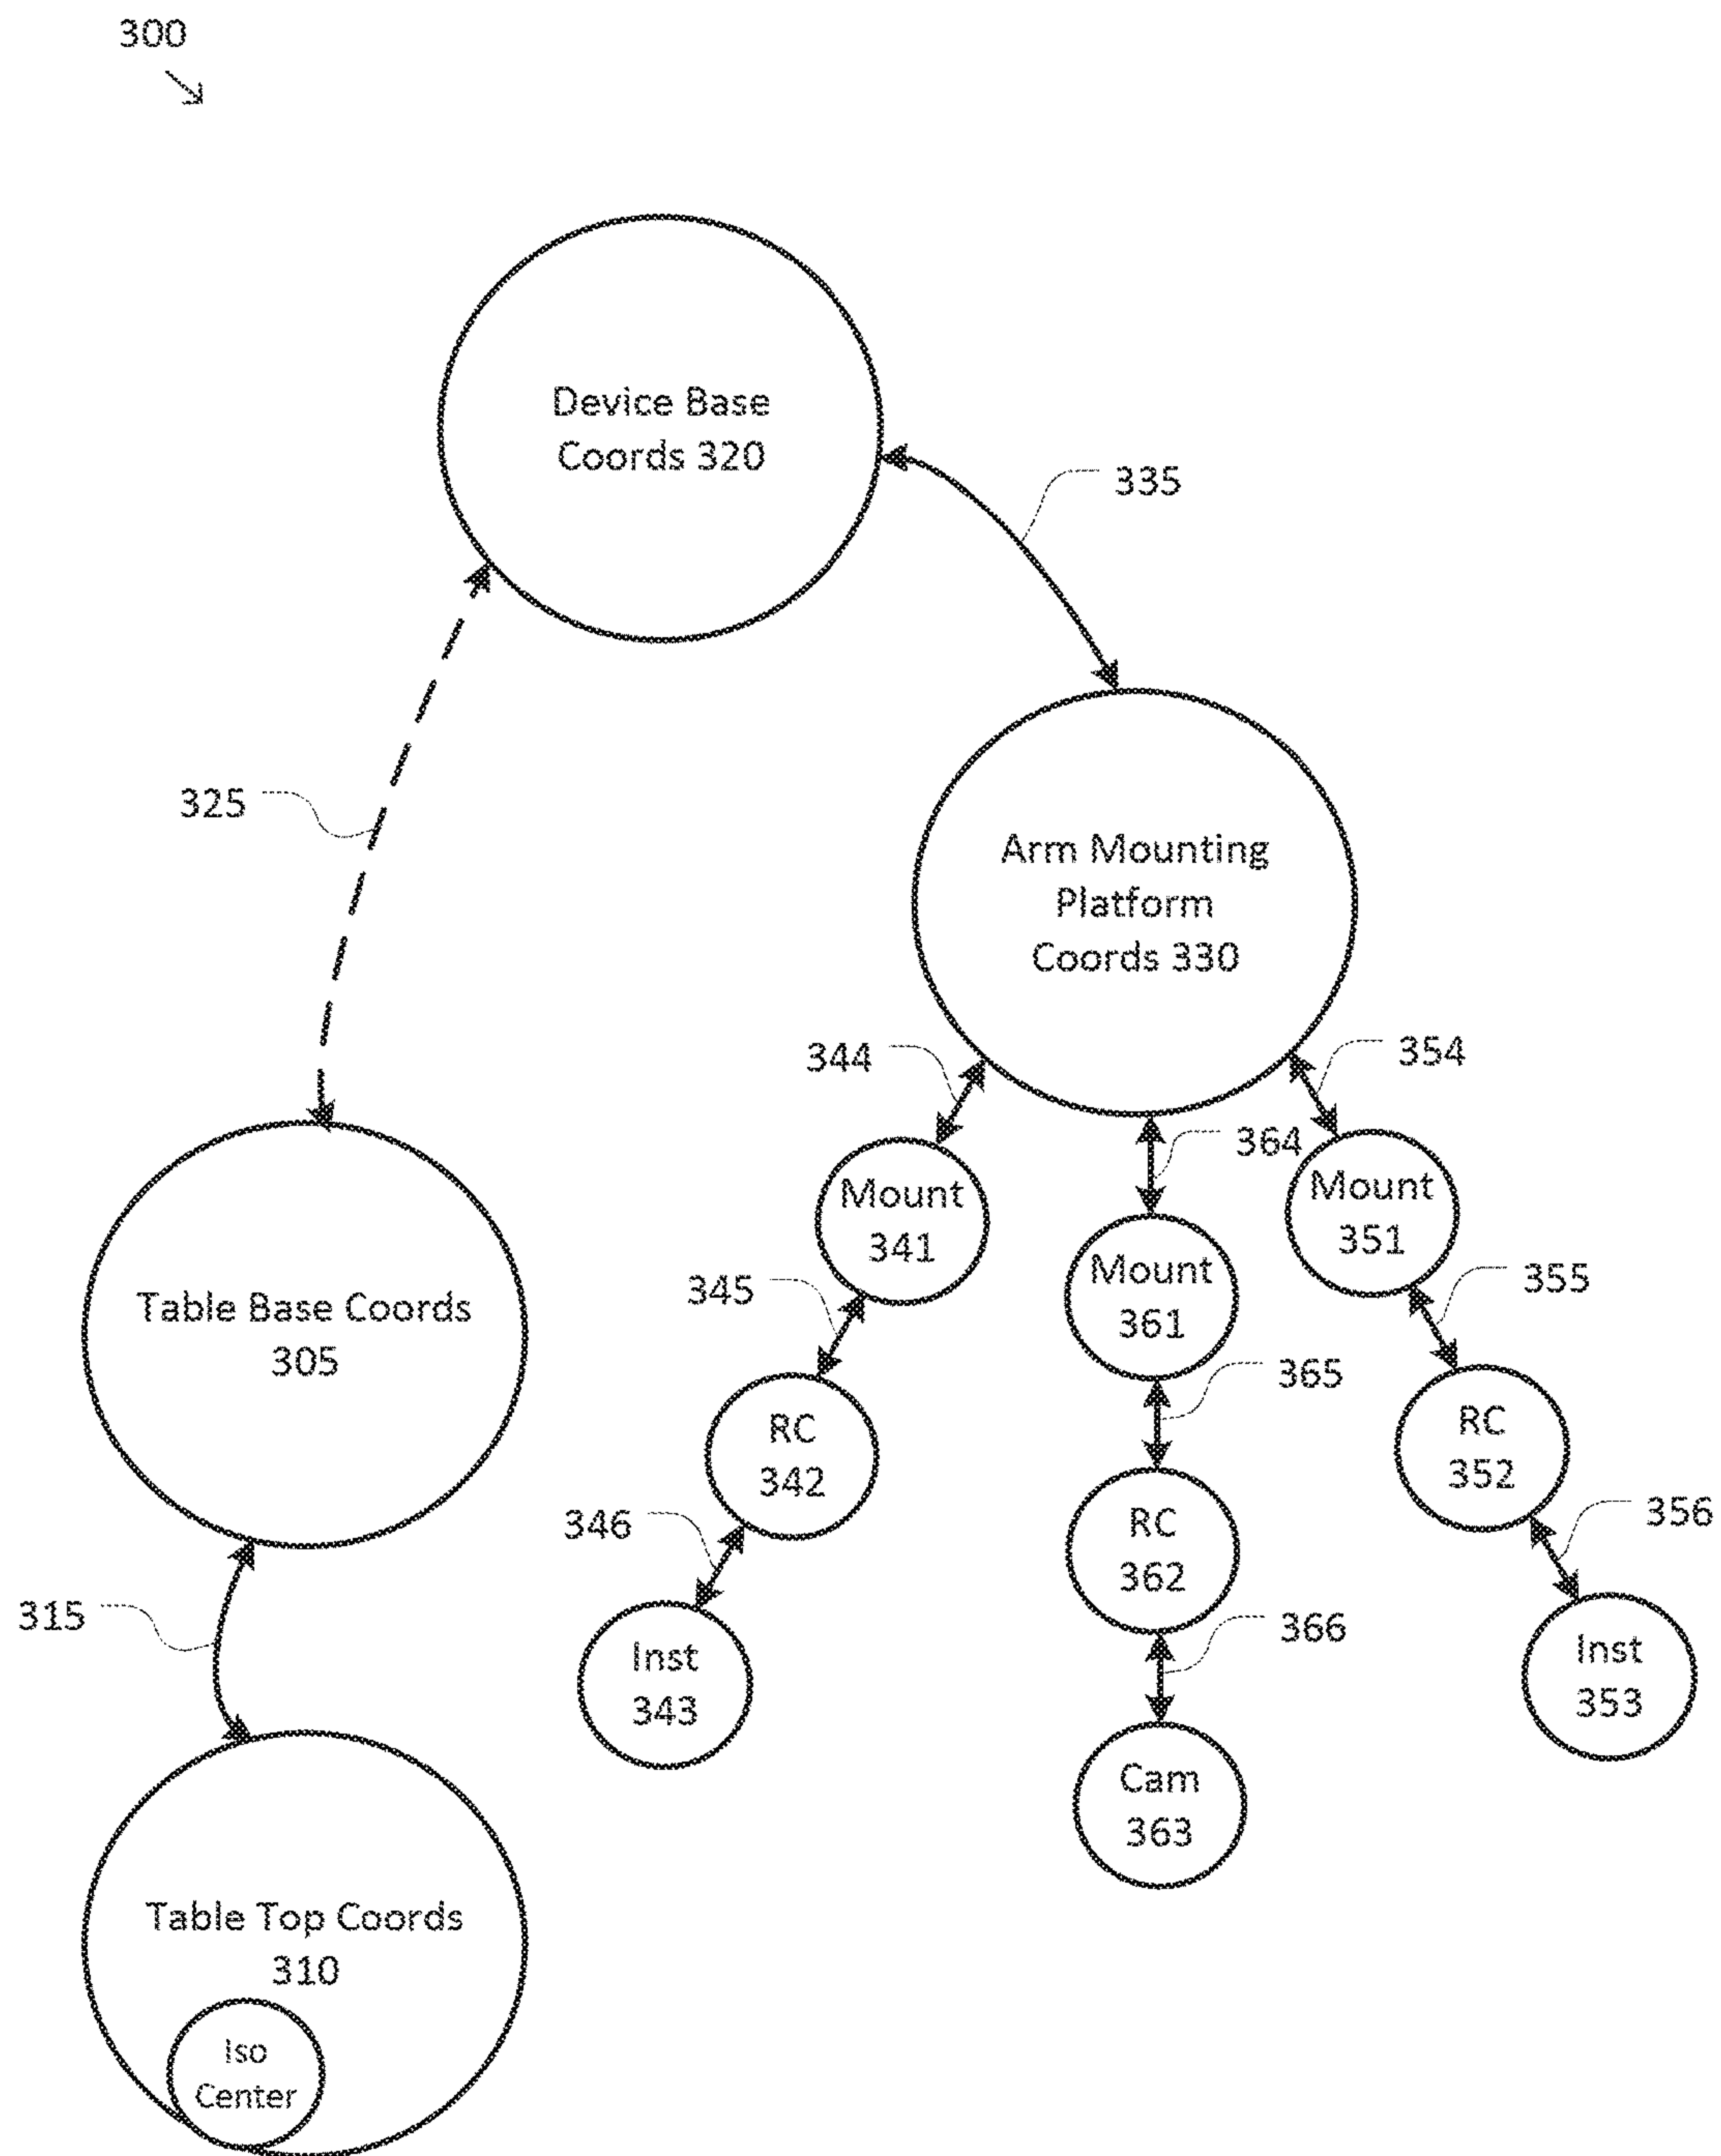 300
Device Base
Coords 320
335
325
Arm Mounting
Platform
Coords 330
344
354
364
Mount
341
Mount
351
Mount
361
345
355
Table Base Coords
305
365
RC
342
RC
352
RC
362
346
356
315
366
Inst
343
Inst
353
Cam
363
Table Top Coords
310
Iso
Center